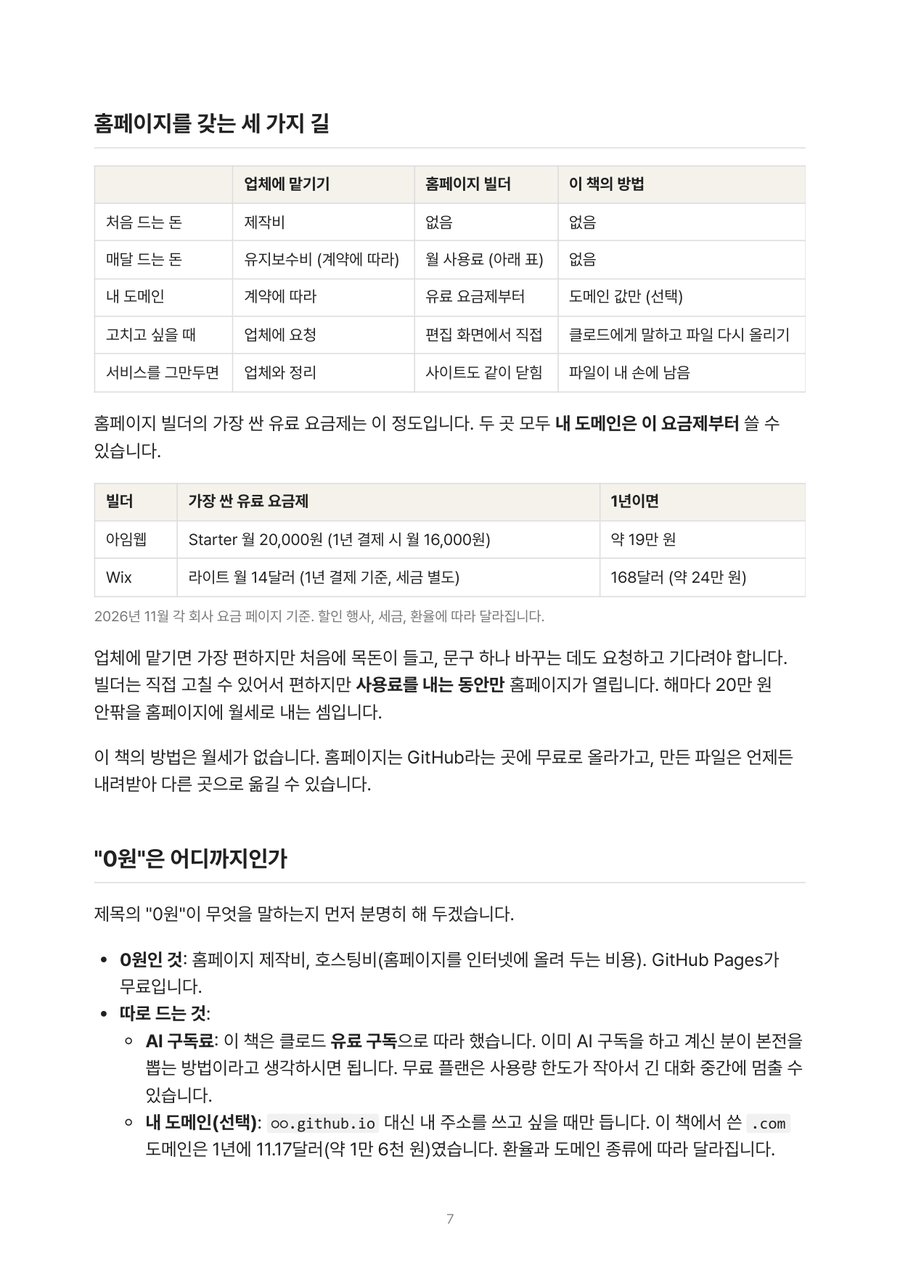 홈페이지를 갖는 세 가지 길
업체에 맡기기 홈페이지 빌더 이 책의 방법
처음 드는 돈 제작비 없음 없음
매달 드는 돈 유지보수비 (계약에 따라) 월 사용료 (아래 표) 없음
내 도메인 계약에 따라 유료 요금제부터 도메인 값만 (선택)
고치고 싶을 때 업체에 요청 편집 화면에서 직접 클로드에게 말하고 파일 다시 올리기
서비스를 그만두면 업체와 정리 사이트도 같이 닫힘 파일이 내 손에 남음
홈페이지 빌더의 가장 싼 유료 요금제는 이 정도입니다. 두 곳 모두 내 도메인은 이 요금제부터 쓸 수
있습니다.
빌더 가장 싼 유료 요금제 1년이면
아임웹 Starter 월 20,000원 (1년 결제 시 월 16,000원) 약 19만 원
Wix 라이트 월 14달러 (1년 결제 기준, 세금 별도) 168달러 (약 24만 원)
2026년 11월 각 회사 요금 페이지 기준. 할인 행사, 세금, 환율에 따라 달라집니다.
업체에 맡기면 가장 편하지만 처음에 목돈이 들고, 문구 하나 바꾸는 데도 요청하고 기다려야 합니다.
빌더는 직접 고칠 수 있어서 편하지만 사용료를 내는 동안만 홈페이지가 열립니다. 해마다 20만 원
안팎을 홈페이지에 월세로 내는 셈입니다.
이 책의 방법은 월세가 없습니다. 홈페이지는 GitHub라는 곳에 무료로 올라가고, 만든 파일은 언제든
내려받아 다른 곳으로 옮길 수 있습니다.
"0원"은 어디까지인가
제목의 "0원"이 무엇을 말하는지 먼저 분명히 해 두겠습니다.
• 0원인 것: 홈페이지 제작비, 호스팅비(홈페이지를 인터넷에 올려 두는 비용). GitHub Pages가
무료입니다.
• 따로 드는 것:
◦ AI 구독료: 이 책은 클로드 유료 구독으로 따라 했습니다. 이미 AI 구독을 하고 계신 분이 본전을
뽑는 방법이라고 생각하시면 됩니다. 무료 플랜은 사용량 한도가 작아서 긴 대화 중간에 멈출 수
있습니다.
◦ 내 도메인(선택): ○○.github.io 대신 내 주소를 쓰고 싶을 때만 듭니다. 이 책에서 쓴 .com
도메인은 1년에 11.17달러(약 1만 6천 원)였습니다. 환율과 도메인 종류에 따라 달라집니다.
7